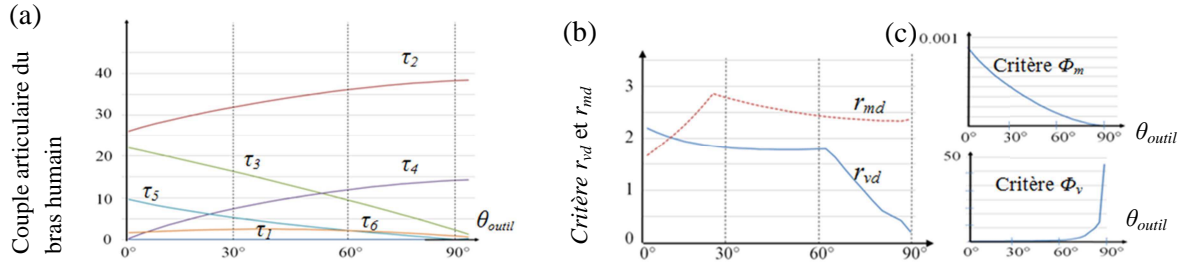 (a)
Couple articulaire du
bras humain
40
30
20
10
0
τ2
τ3
τ4
τ5
τ1
τ6
0° 30° 60° 90°
θoutil
(b)
Critère rvd et rmd
3
2
1
0
rmd
rvd
0° 30° 60° 90°
(c)
0.001
Critère Φm
0° 30° 60° 90°
θoutil
50
Critère Φv
θoutil
0° 30° 60° 90°